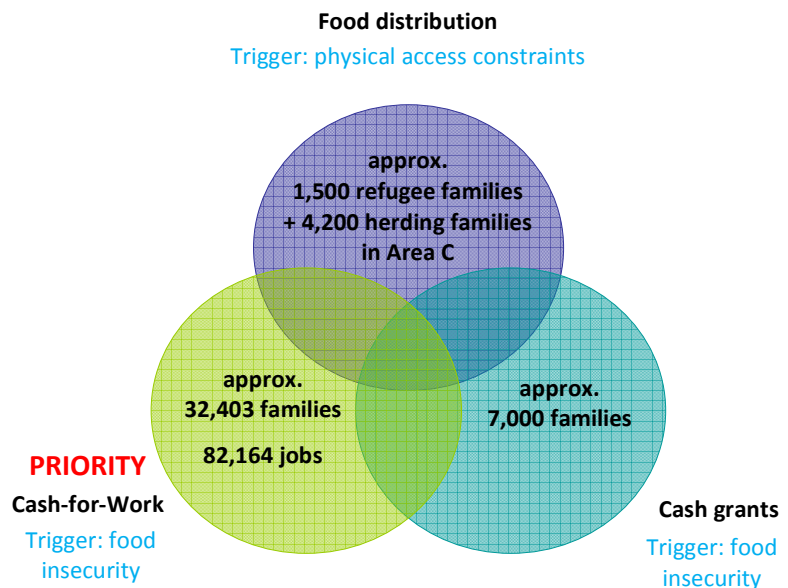 Food distribution
Trigger: physical access constraints
approx.
1,500 refugee families
+ 4,200 herding families
in Area C
approx.
32,403 families
82,164 jobs
approx.
7,000 families
PRIORITY
Cash-for-Work
Trigger: food
insecurity
Cash grants
Trigger: food
insecurity